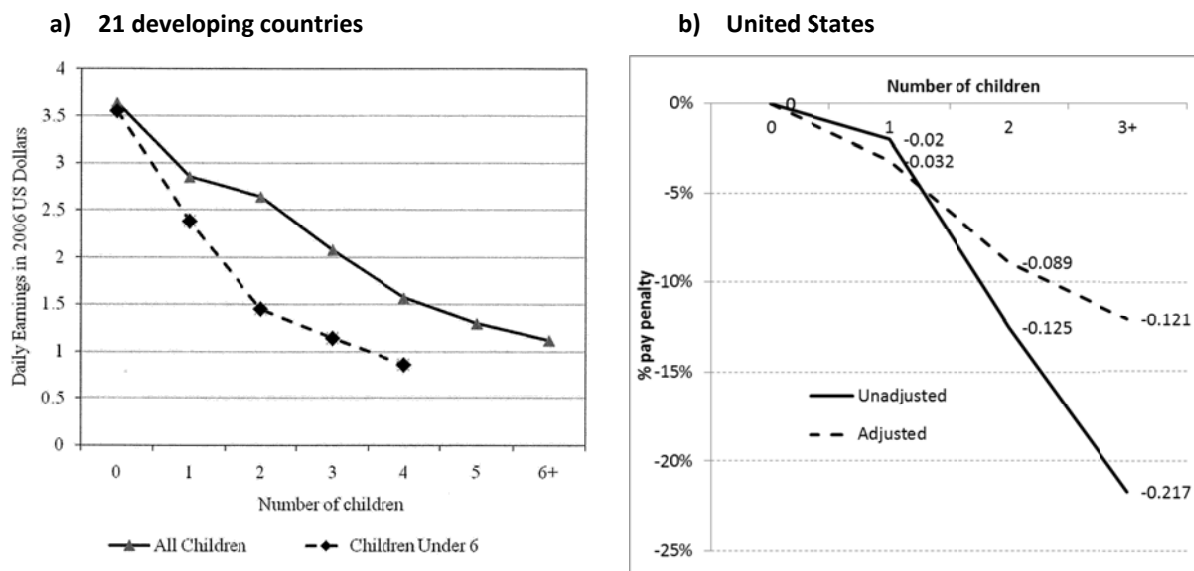 a) 21 developing countries
Daily Earnings in 2006 US Dollars
4
3.5
3
2.5
2
1.5
1
0.5
0
0 1 2 3 4 5 6+
Number of children
All Children Children Under 6
b) United States
Number of children
% pay penalty
0%
-5%
-10%
-15%
-20%
-25%
0
0 1 2 3+
-0.02
-0.032
-0.089
-0.125
-0.121
-0.217
Unadjusted
Adjusted